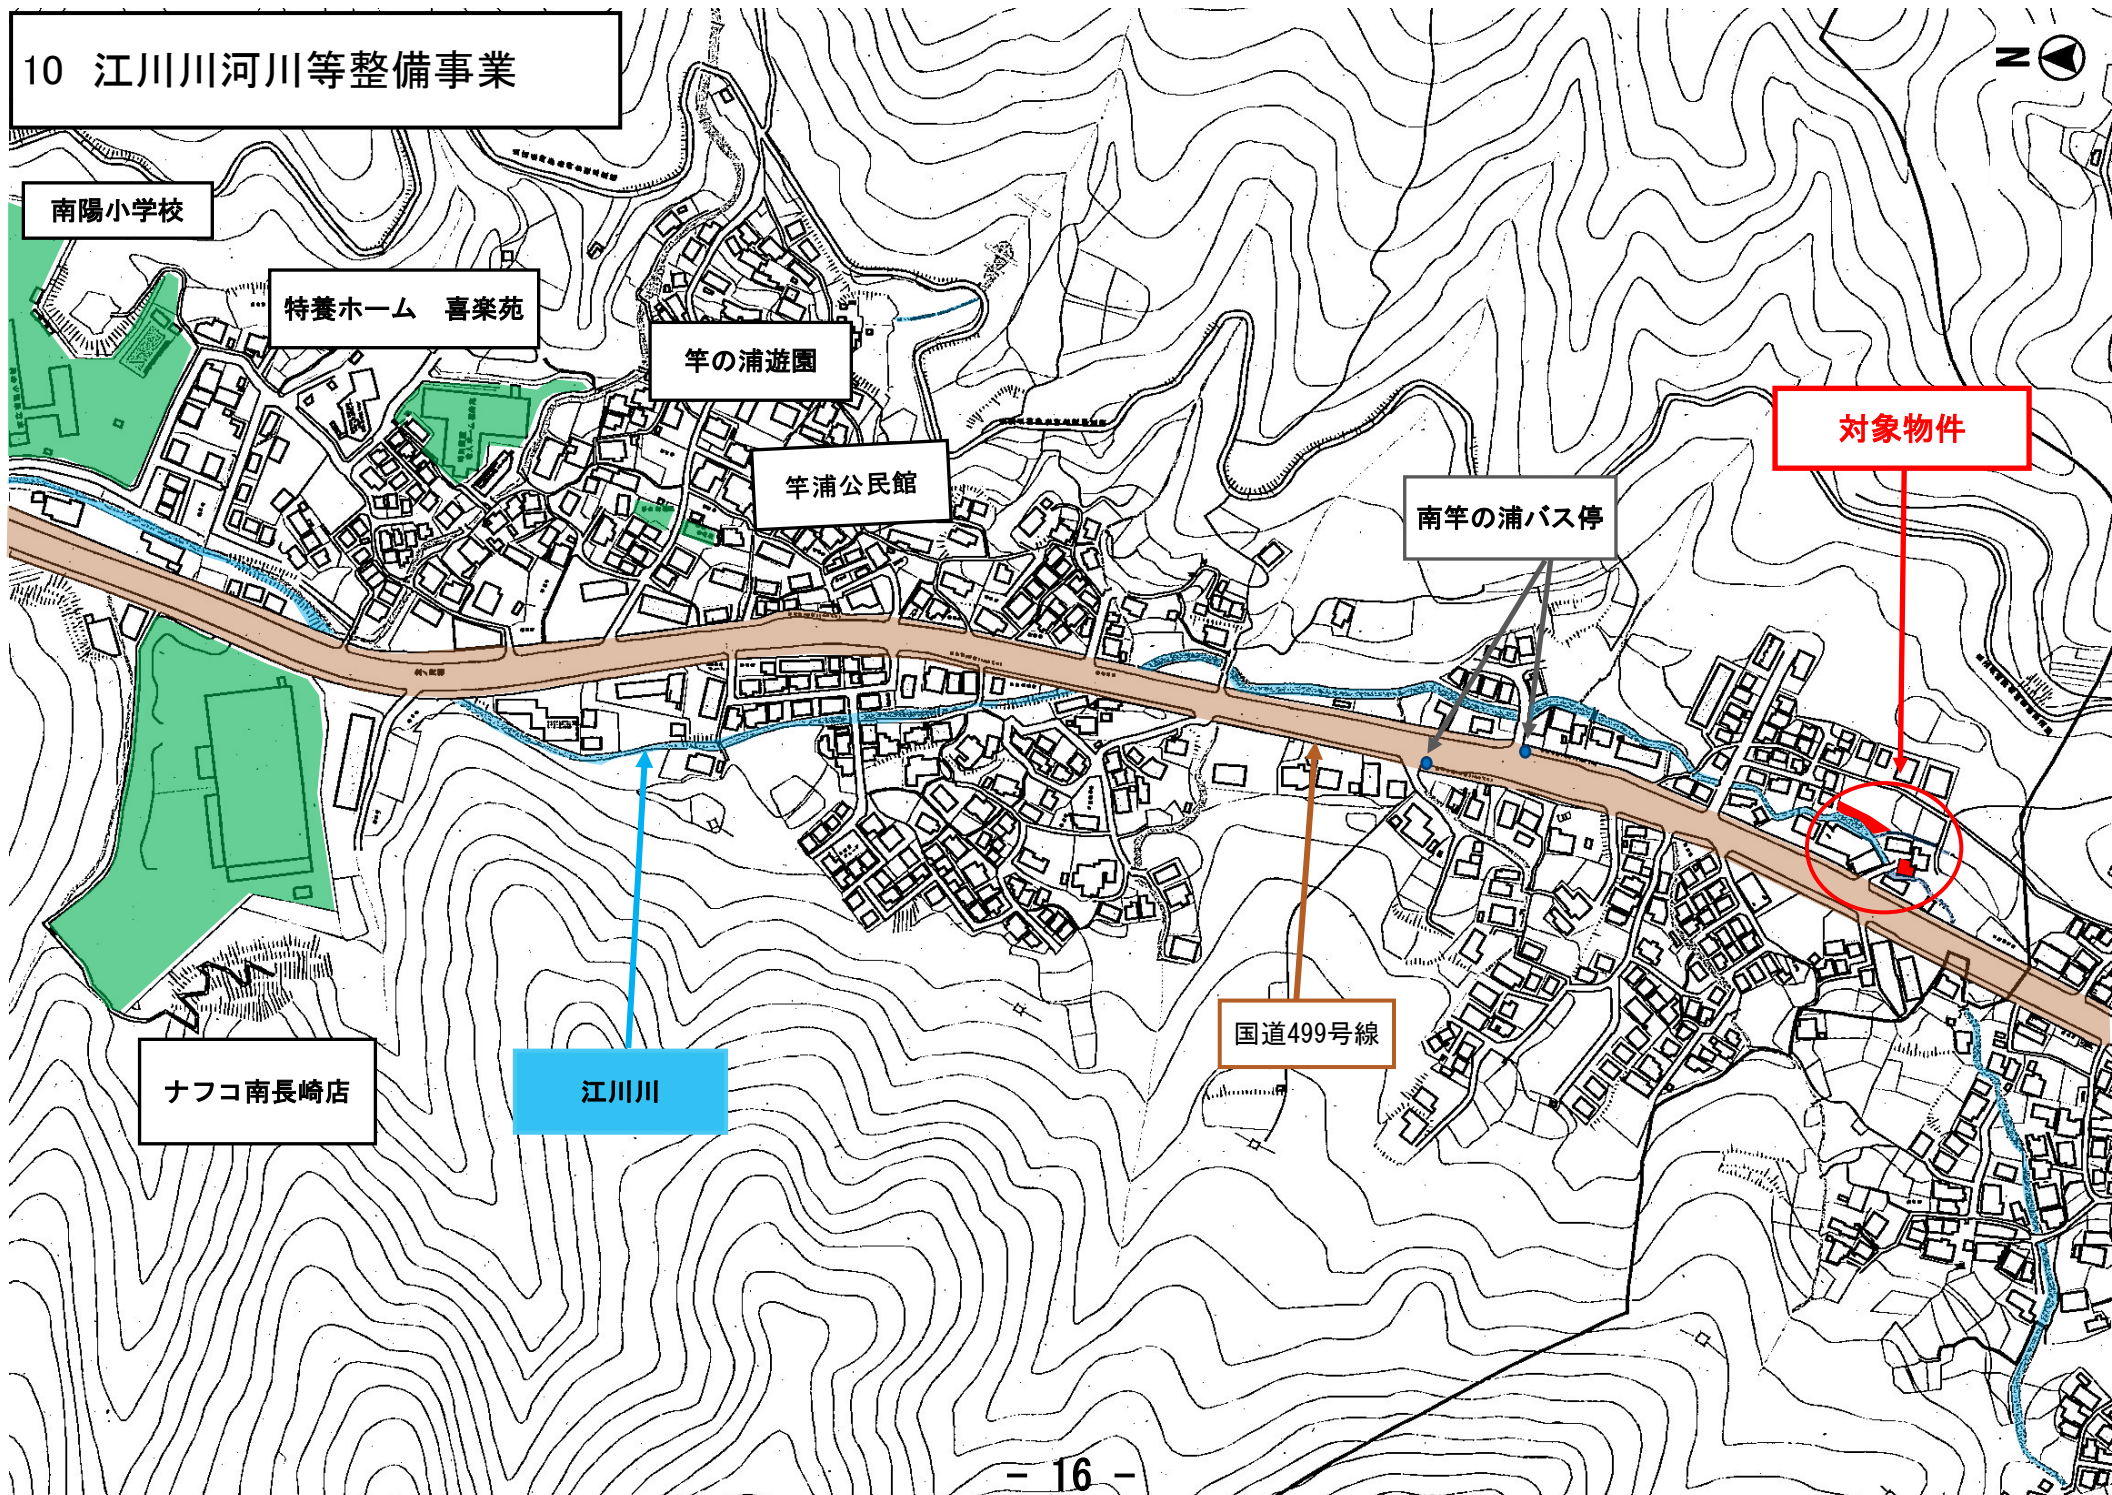 10 江川川河川等整備事業
N
南陽小学校
特養ホーム 喜楽苑
竿の浦遊園
対象物件
竿浦公民館
南竿の浦バス停
国道499号線
ナフコ南長崎店
江川川
- 16 -